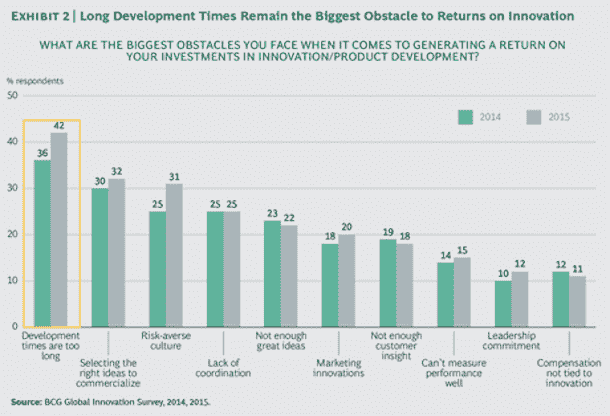 EXHIBIT 2 | Long Development Times Remain the Biggest Obstacle to Returns on Innovation
WHAT ARE THE BIGGEST OBSTACLES YOU FACE WHEN IT COMES TO GENERATING A RETURN ON
YOUR INVESTMENTS IN INNOVATION/PRODUCT DEVELOPMENT?
% respondents
50
40
30
20
10
0
2014
2015
36
42
30
32
25
31
25
25
23
22
18
20
19
18
14
15
10
12
12
11
Development
times are too
long
Selecting the
right ideas to
commercialize
Risk-averse
culture
Lack of
coordination
Not enough
great ideas
Marketing
innovations
Not enough
customer
insight
Can't measure
performance
well
Leadership
commitment
Compensation
not tied to
innovation
Source: BCG Global Innovation Survey, 2014, 2015.